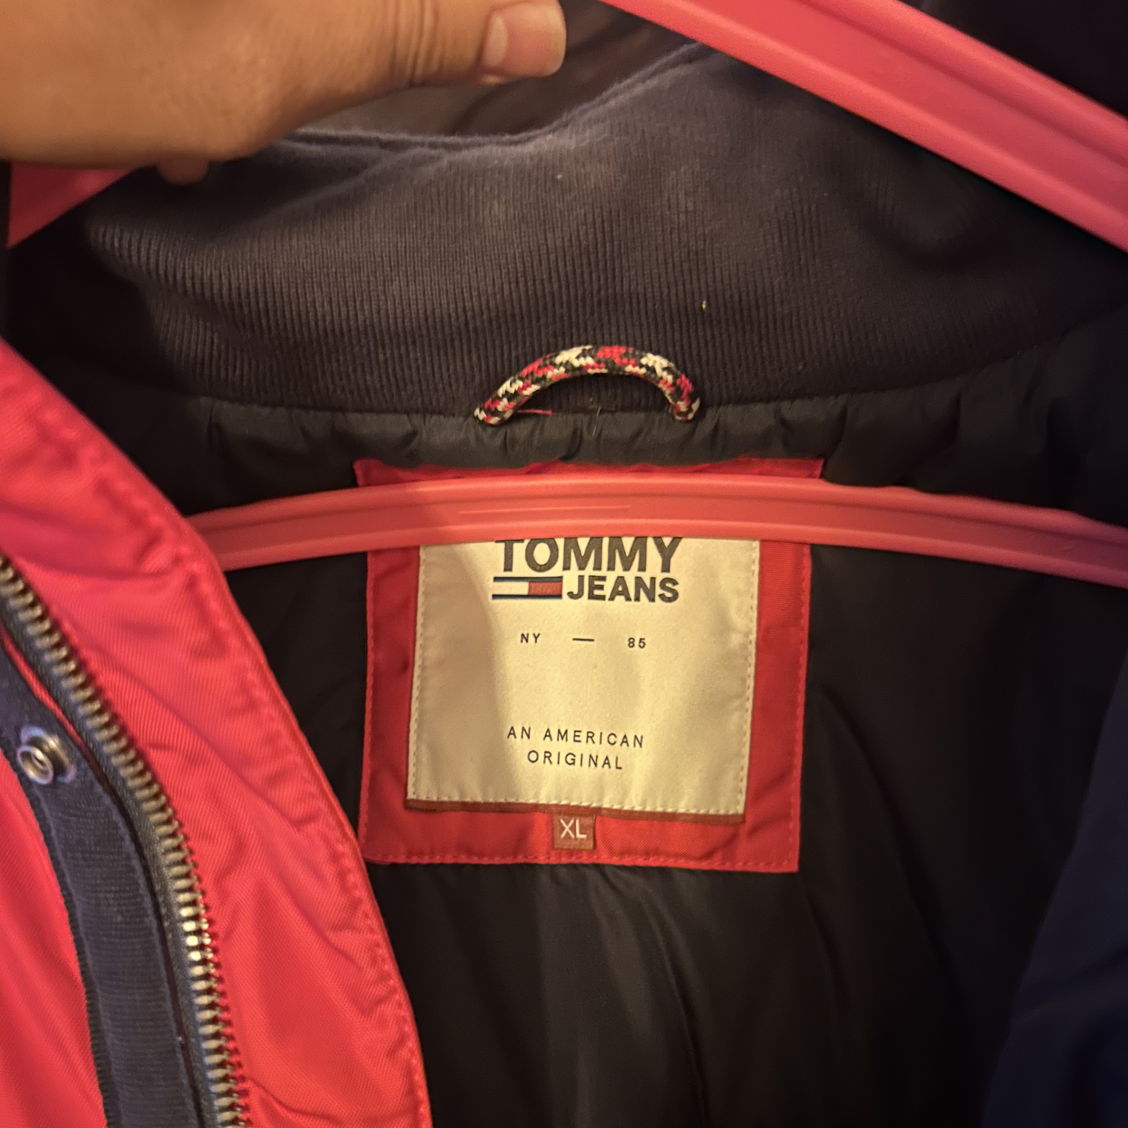 TOMMY
JEANS
NY — 85
AN AMERICAN
ORIGINAL
XL